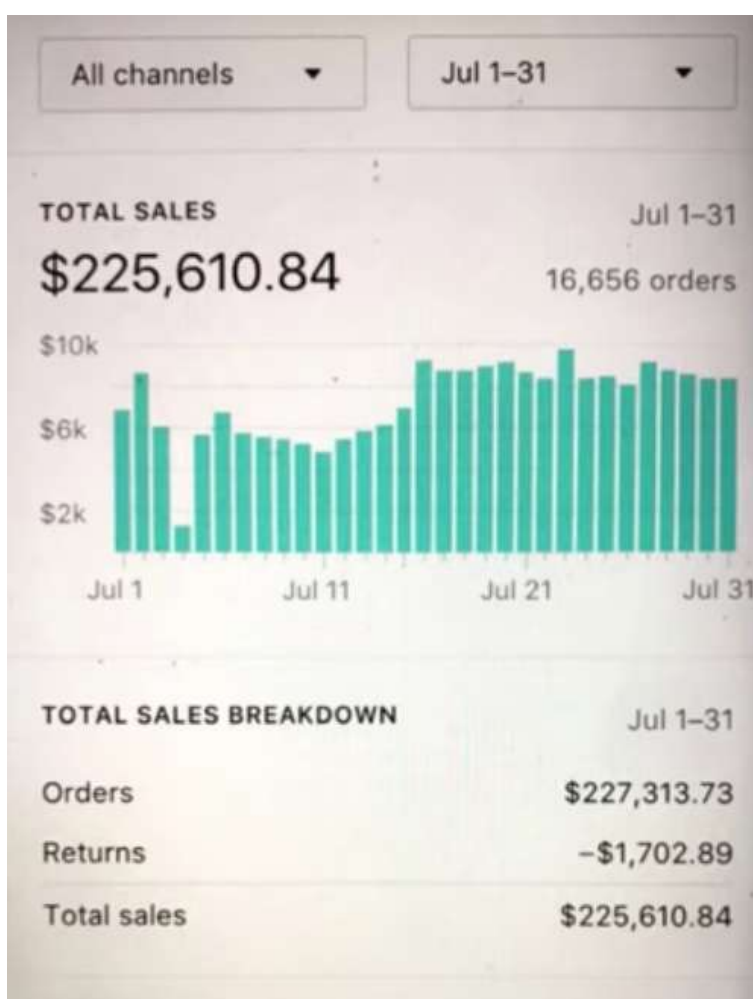 All channels
Jul 1–31
TOTAL SALES
Jul 1–31
$225,610.84
16,656 orders
$10k
$6k
$2k
Jul 1
Jul 11
Jul 21
Jul 31
TOTAL SALES BREAKDOWN
Jul 1–31
Orders
$227,313.73
Returns
–$1,702.89
Total sales
$225,610.84